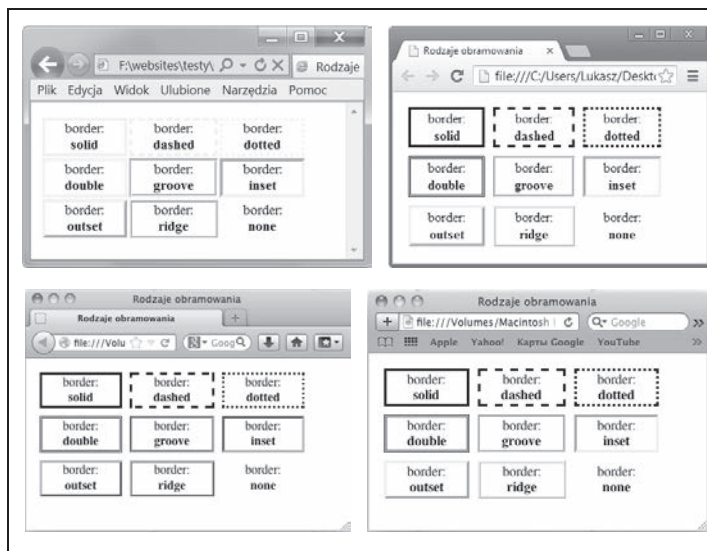 F:\websites\testy\
Rodzaje
Plik Edycja Widok Ulubione Narzędzia Pomoc
border: border: border:
solid dashed dotted
border: border: border:
double groove inset
border: border: border:
outset ridge none
Rodzaje obramowania
file:///C:/Users/Lukasz/Deskt
border: border: border:
solid dashed dotted
border: border: border:
double groove inset
border: border: border:
outset ridge none
Rodzaje obramowania
Rodzaje obramowania
file:///Volu
Goog
border: border: border:
solid dashed dotted
border: border: border:
double groove inset
border: border: border:
outset ridge none
Rodzaje obramowania
file:///Volumes/Macintosh
Google
Apple Yahoo! Карты Google YouTube
border: border: border:
solid dashed dotted
border: border: border:
double groove inset
border: border: border:
outset ridge none